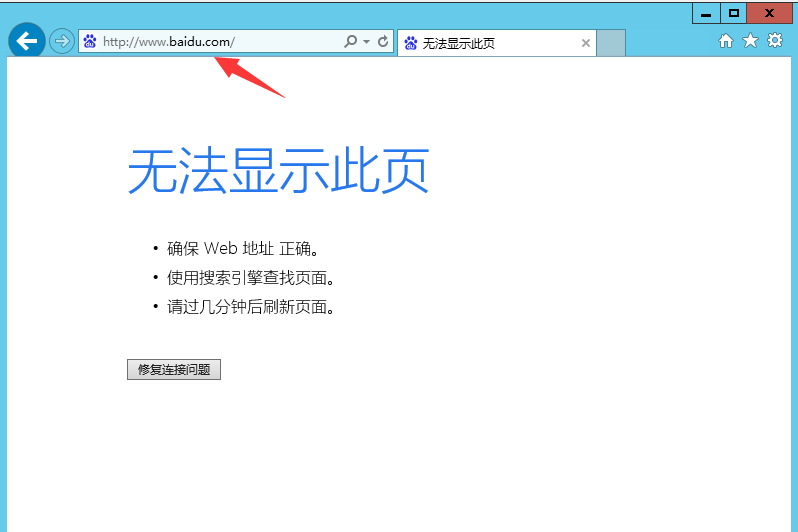 http://www.baidu.com/
无法显示此页
无法显示此页
• 确保 Web 地址 正确。
• 使用搜索引擎查找页面。
• 请过几分钟后刷新页面。
修复连接问题